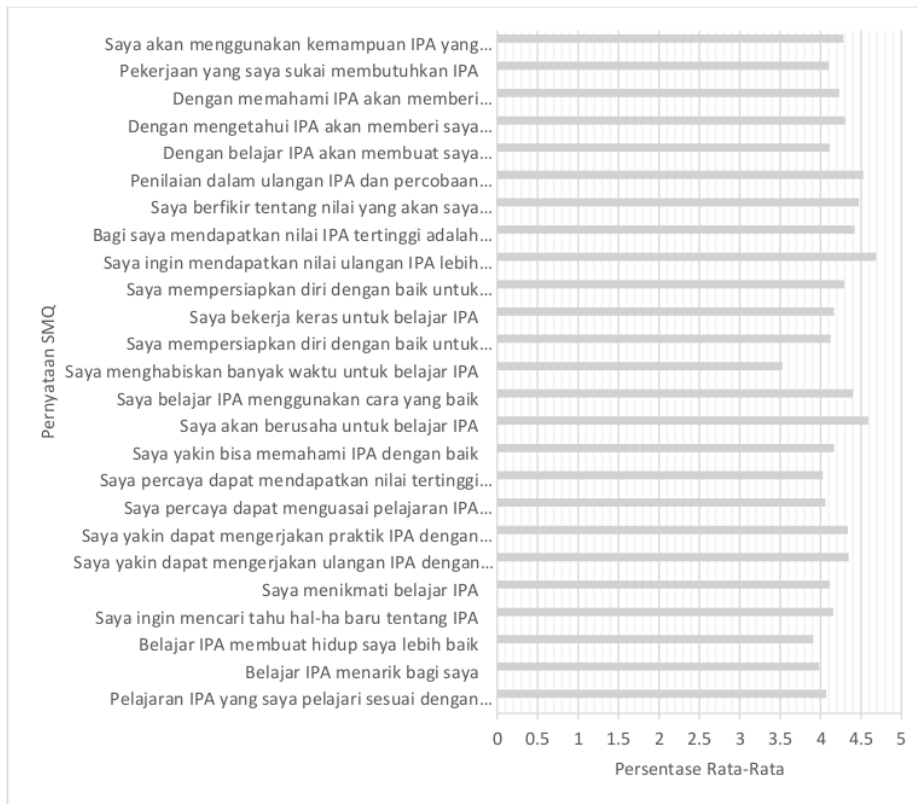 Saya akan menggunakan kemampuan IPA yang...
Pekerjaan yang saya sukai membutuhkan IPA
Dengan memahami IPA akan memberi...
Dengan mengetahui IPA akan memberi saya...
Dengan belajar IPA akan membuat saya...
Penilaian dalam ulangan IPA dan percobaan...
Saya berfikir tentang nilai yang akan saya...
Bagi saya mendapatkan nilai IPA tertinggi adalah...
Saya ingin mendapatkan nilai ulangan IPA lebih...
Saya mempersiapkan diri dengan baik untuk...
Saya bekerja keras untuk belajar IPA
Saya mempersiapkan diri dengan baik untuk...
Saya menghabiskan banyak waktu untuk belajar IPA
Saya belajar IPA menggunakan cara yang baik
Saya akan berusaha untuk belajar IPA
Saya yakin bisa memahami IPA dengan baik
Saya percaya dapat mendapatkan nilai tertinggi...
Saya percaya dapat menguasai pelajaran IPA...
Saya yakin dapat mengerjakan praktik IPA dengan...
Saya yakin dapat mengerjakan ulangan IPA dengan...
Saya menikmati belajar IPA
Saya ingin mencari tahu hal-ha baru tentang IPA
Belajar IPA membuat hidup saya lebih baik
Belajar IPA menarik bagi saya
Pelajaran IPA yang saya pelajari sesuai dengan...
Pernyataan SMQ
0 0.5 1 1.5 2 2.5 3 3.5 4 4.5 5
Persentase Rata-Rata